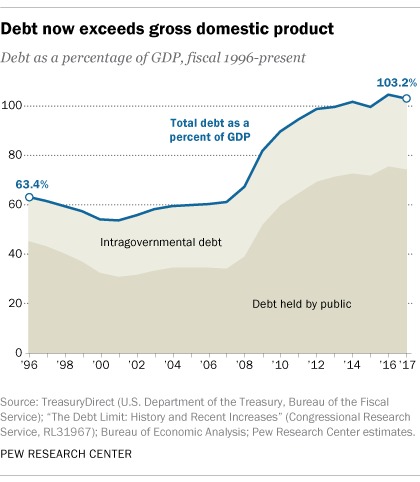 Debt now exceeds gross domestic product
Debt as a percentage of GDP, fiscal 1996-present
103.2%
100
Total debt as a
percent of GDP
80
63.4%
60
Intragovernmental debt
40
20
Debt held by public
0
'96 '98 '00 '02 '04 '06 '08 '10 '12 '14 '16 '17
Source: TreasuryDirect (U.S. Department of the Treasury, Bureau of the Fiscal
Service); “The Debt Limit: History and Recent Increases” (Congressional Research
Service, RL31967); Bureau of Economic Analysis; Pew Research Center estimates.
PEW RESEARCH CENTER